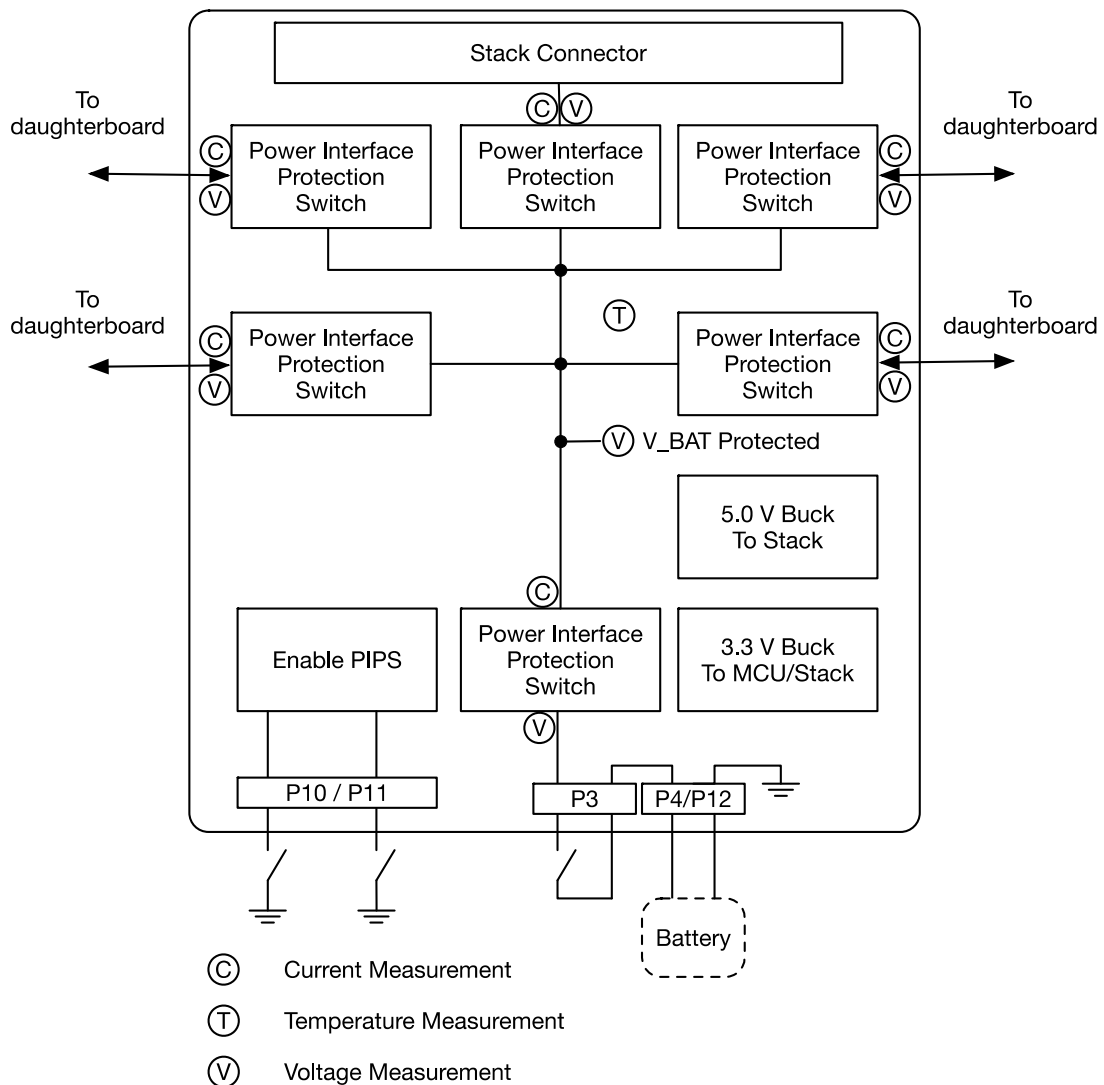 Stack Connector
To
daughterboard
C
V
To
daughterboard
C
V
Power Interface
Protection
Switch
Power Interface
Protection
Switch
Power Interface
Protection
Switch
C
V
To
daughterboard
T
To
daughterboard
C
V
Power Interface
Protection
Switch
Power Interface
Protection
Switch
C
V
V V_BAT Protected
5.0 V Buck
To Stack
C
Enable PIPS
Power Interface
Protection
Switch
3.3 V Buck
To MCU/Stack
V
P10 / P11
P3
P4/P12
Battery
C Current Measurement
T Temperature Measurement
V Voltage Measurement